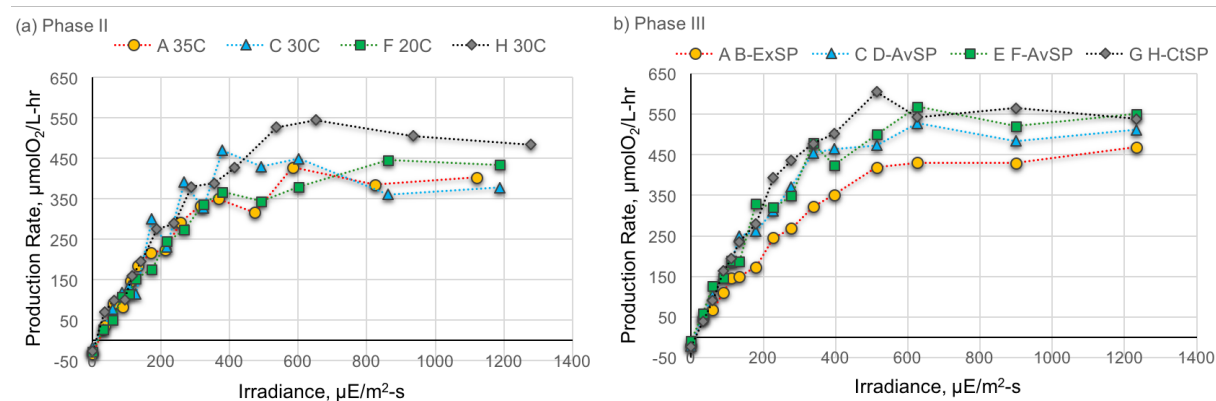 (a) Phase II
A 35C C 30C F 20C H 30C
Production Rate, µmolO₂/L-hr
650
550
450
350
250
150
50
-50
0 200 400 600 800 1000 1200 1400
Irradiance, µE/m²-s
b) Phase III
A B-ExSP C D-AvSP E F-AvSP G H-CtSP
Production Rate, µmolO₂/L-hr
650
550
450
350
250
150
50
-50
0 200 400 600 800 1000 1200 1400
Irradiance, µE/m²-s